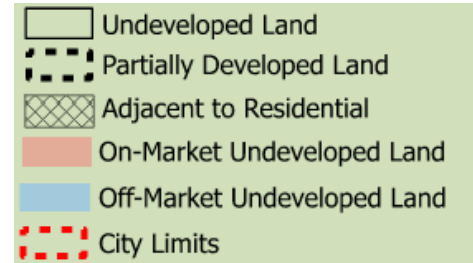 Undeveloped Land
Partially Developed Land
Adjacent to Residential
On-Market Undeveloped Land
Off-Market Undeveloped Land
City Limits